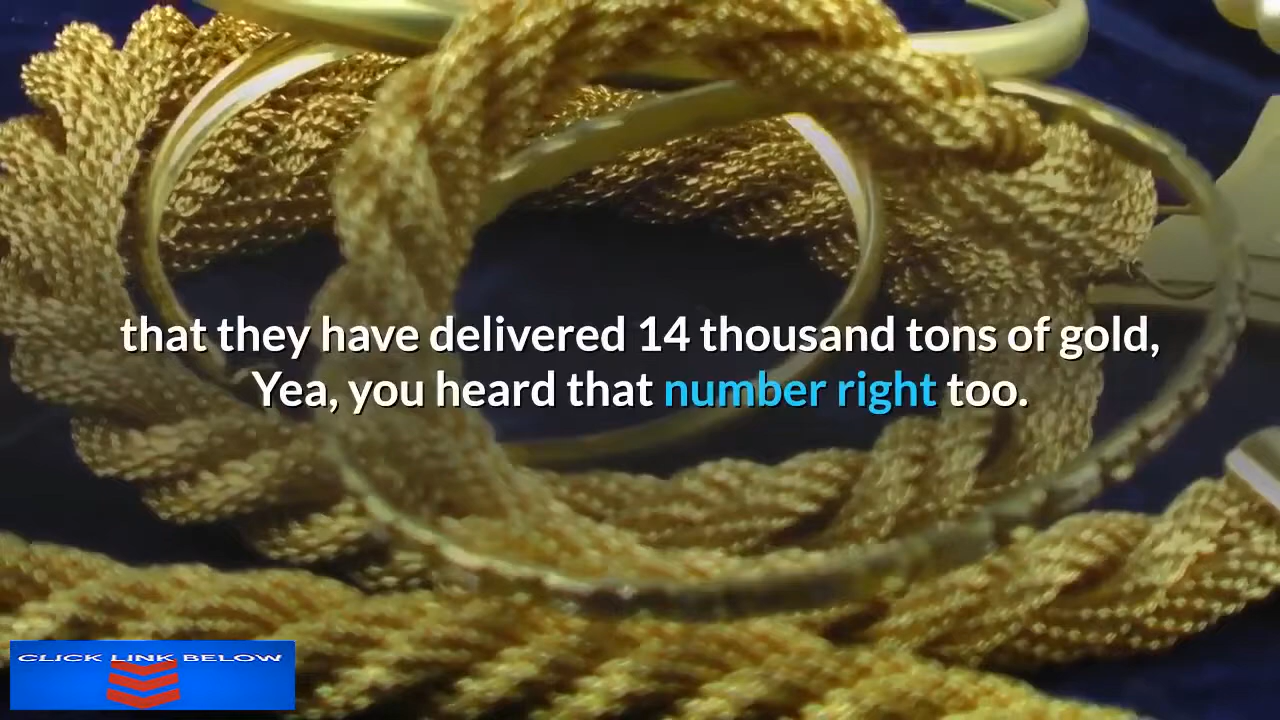 that they have delivered 14 thousand tons of gold,
Yea, you heard that number right too.
CLICK LINK BELOW